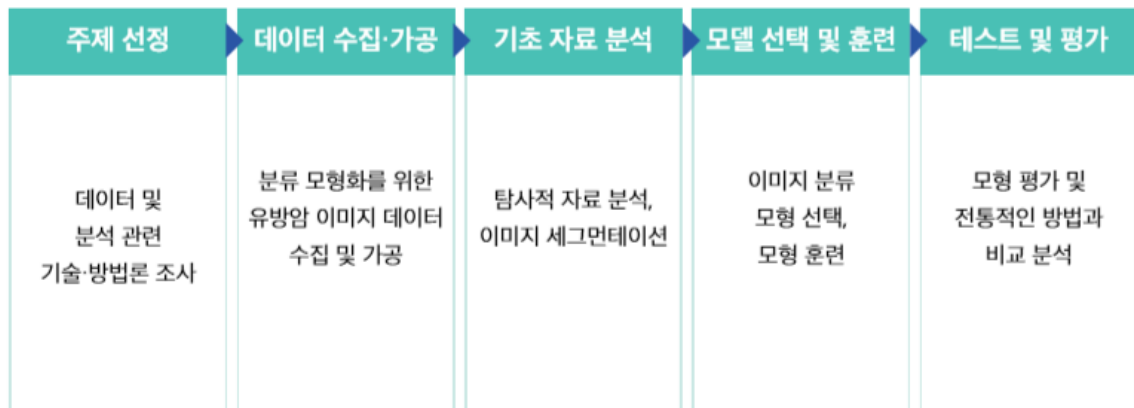 주제 선정
데이터 수집·가공
기초 자료 분석
모델 선택 및 훈련
테스트 및 평가
데이터 및
분석 관련
기술·방법론 조사
분류 모형화를 위한
유방암 이미지 데이터
수집 및 가공
탐사적 자료 분석,
이미지 세그먼테이션
이미지 분류
모형 선택,
모형 훈련
모형 평가 및
전통적인 방법과
비교 분석